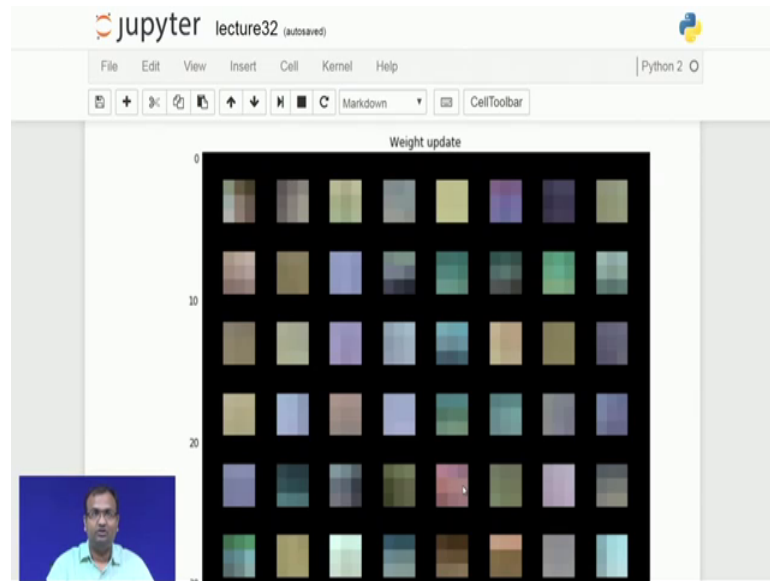 jupyter lecture32 (autosaved)
File Edit View Insert Cell Kernel Help Python 2
Markdown CellToolbar
Weight update
0
10
20